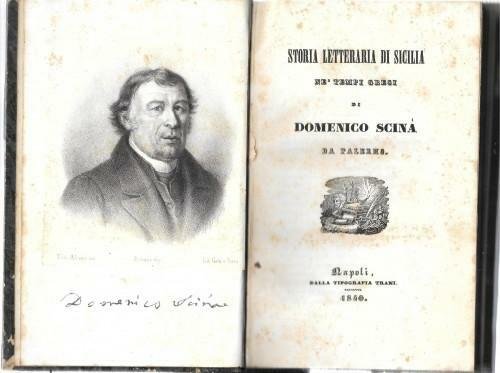 Domenico Scinà
STORIA LETTERARIA DI SICILIA
NE' TEMPI GRECI
DI
DOMENICO SCINÀ
DA PALERMO.
Napoli,
DALLA TIPOGRAFIA TRANI.
1840.